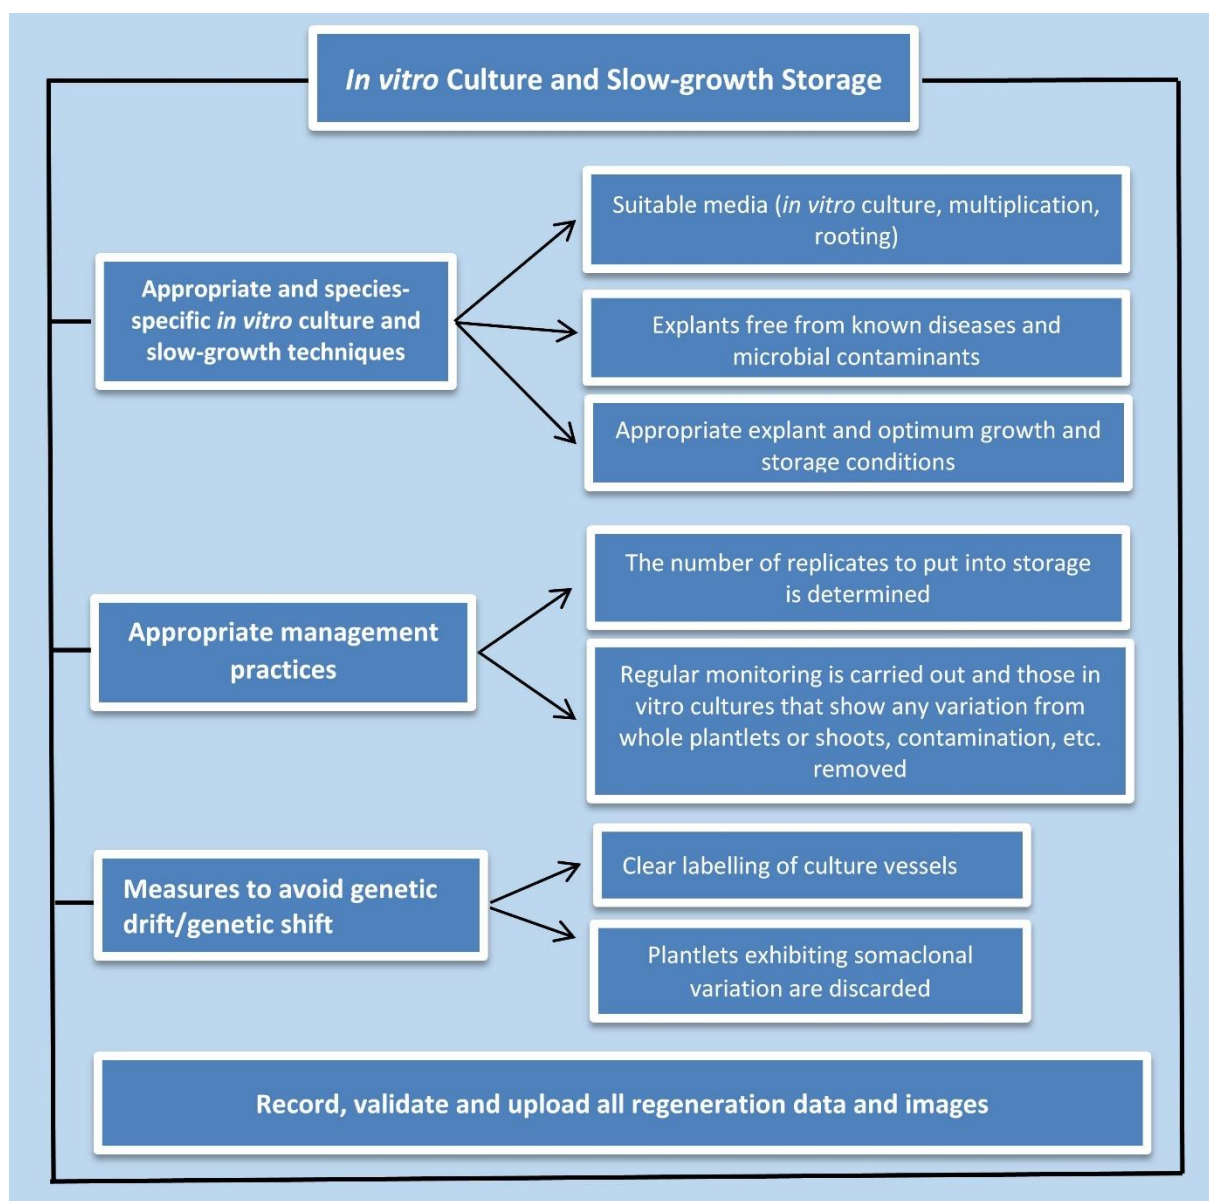 In vitro Culture and Slow-growth Storage
Suitable media (in vitro culture, multiplication,
rooting)
Appropriate and species-
specific in vitro culture and
slow-growth techniques
Explants free from known diseases and
microbial contaminants
Appropriate explant and optimum growth and
storage conditions
The number of replicates to put into storage
is determined
Appropriate management
practices
Regular monitoring is carried out and those in
vitro cultures that show any variation from
whole plantlets or shoots, contamination, etc.
removed
Measures to avoid genetic
drift/genetic shift
Clear labelling of culture vessels
Plantlets exhibiting somaclonal
variation are discarded
Record, validate and upload all regeneration data and images